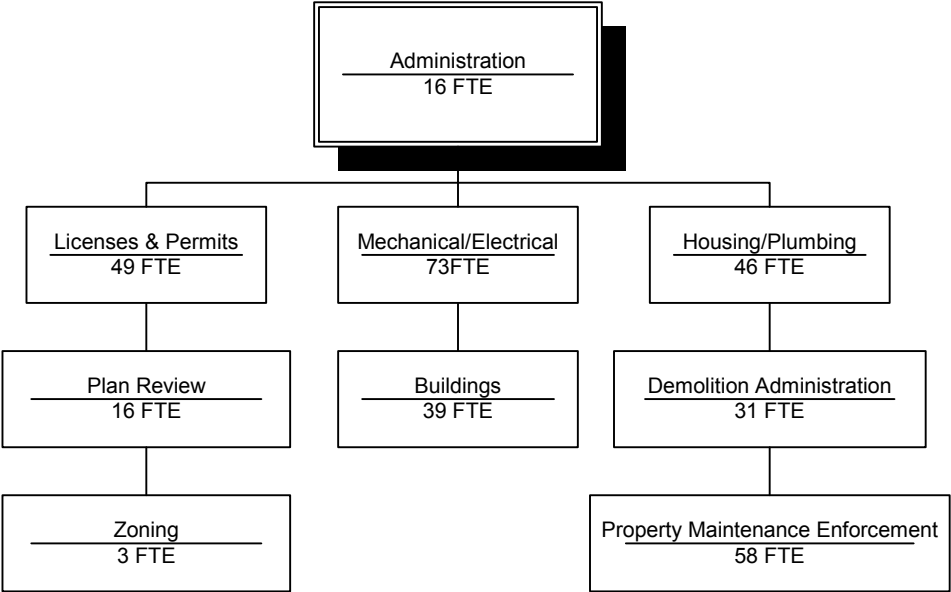 Administration
16 FTE
Licenses & Permits
49 FTE
Mechanical/Electrical
73FTE
Housing/Plumbing
46 FTE
Plan Review
16 FTE
Buildings
39 FTE
Demolition Administration
31 FTE
Zoning
3 FTE
Property Maintenance Enforcement
58 FTE